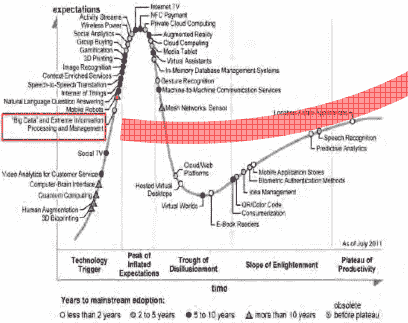 expectations
Internet TV
NFC Payment
Activity Streams
Private Cloud Computing
Wireless Power
Augmented Reality
Social Analytics
Cloud Computing
Group Buying
Media Tablet
Gamification
Virtual Assistants
3D Printing
In-Memory Database Management Systems
Image Recognition
Context-Enriched Services
Gesture Recognition
Speech-to-Speech Translation
Machine-to-Machine Communication Services
Internet of Things
Natural Language Question Answering
Mesh Networks: Sensor
Mobile Robots
"Big Data" and Extreme Information
Processing and Management
Speech Recognition
Predictive Analytics
Social TV
Cloud/Web
Platforms
Mobile Application Stores
Video Analytics for Customer Service
Biometric Authentication Methods
Computer-Brain Interface
Hosted Virtual
Desktops
Idea Management
Quantum Computing
QR/Color Code
Virtual Worlds
Consumerization
Human Augmentation
3D Bioprinting
E-Book Readers
As of July 2011
Technology
Trigger
Peak of
Inflated
Expectations
Trough of
Disillusionment
Slope of Enlightenment
Plateau of
Productivity
time
Years to mainstream adoption:
obsolete
less than 2 years
2 to 5 years
5 to 10 years
more than 10 years
before plateau